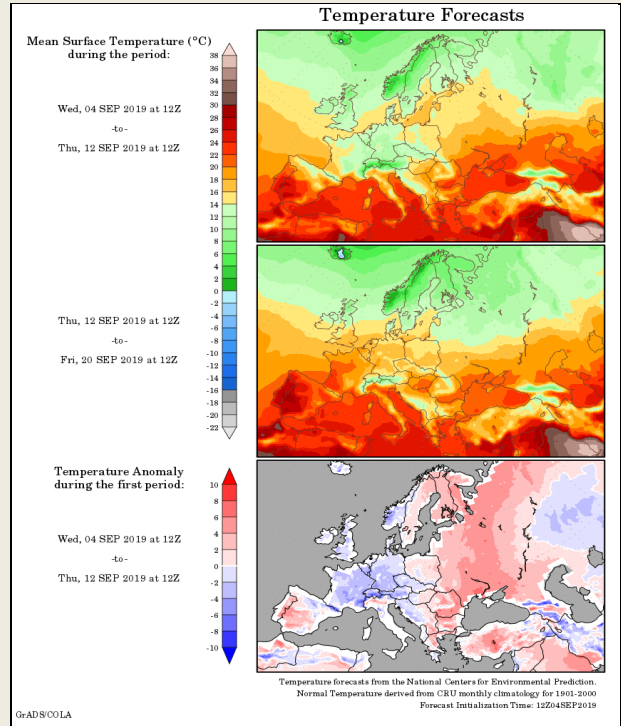 Temperature Forecasts
Mean Surface Temperature (°C)
during the period:
Wed, 04 SEP 2019 at 12Z
-to-
Thu, 12 SEP 2019 at 12Z
38
36
34
32
30
28
26
24
22
20
18
16
14
12
10
8
6
4
2
0
-2
-4
-6
-8
-10
-12
-14
-16
-18
-20
-22
Thu, 12 SEP 2019 at 12Z
-to-
Fri, 20 SEP 2019 at 12Z
Temperature Anomaly
during the first period:
Wed, 04 SEP 2019 at 12Z
-to-
Thu, 12 SEP 2019 at 12Z
10
8
6
4
2
0
-2
-4
-6
-8
-10
Temperature forecasts from the National Centers for Environmental Prediction.
Normal Temperature derived from CRU monthly climatology for 1901-2000
Forecast Initialization Time: 12Z04SEP2019
GrADS/COLA